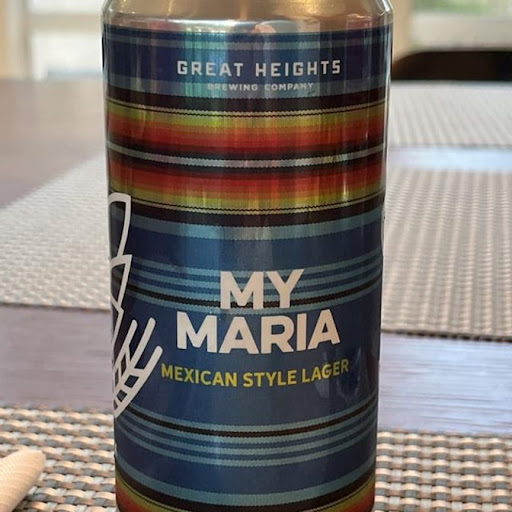 GREAT HEIGHTS
BREWING COMPANY
MY
MARIA
MEXICAN STYLE LAGER